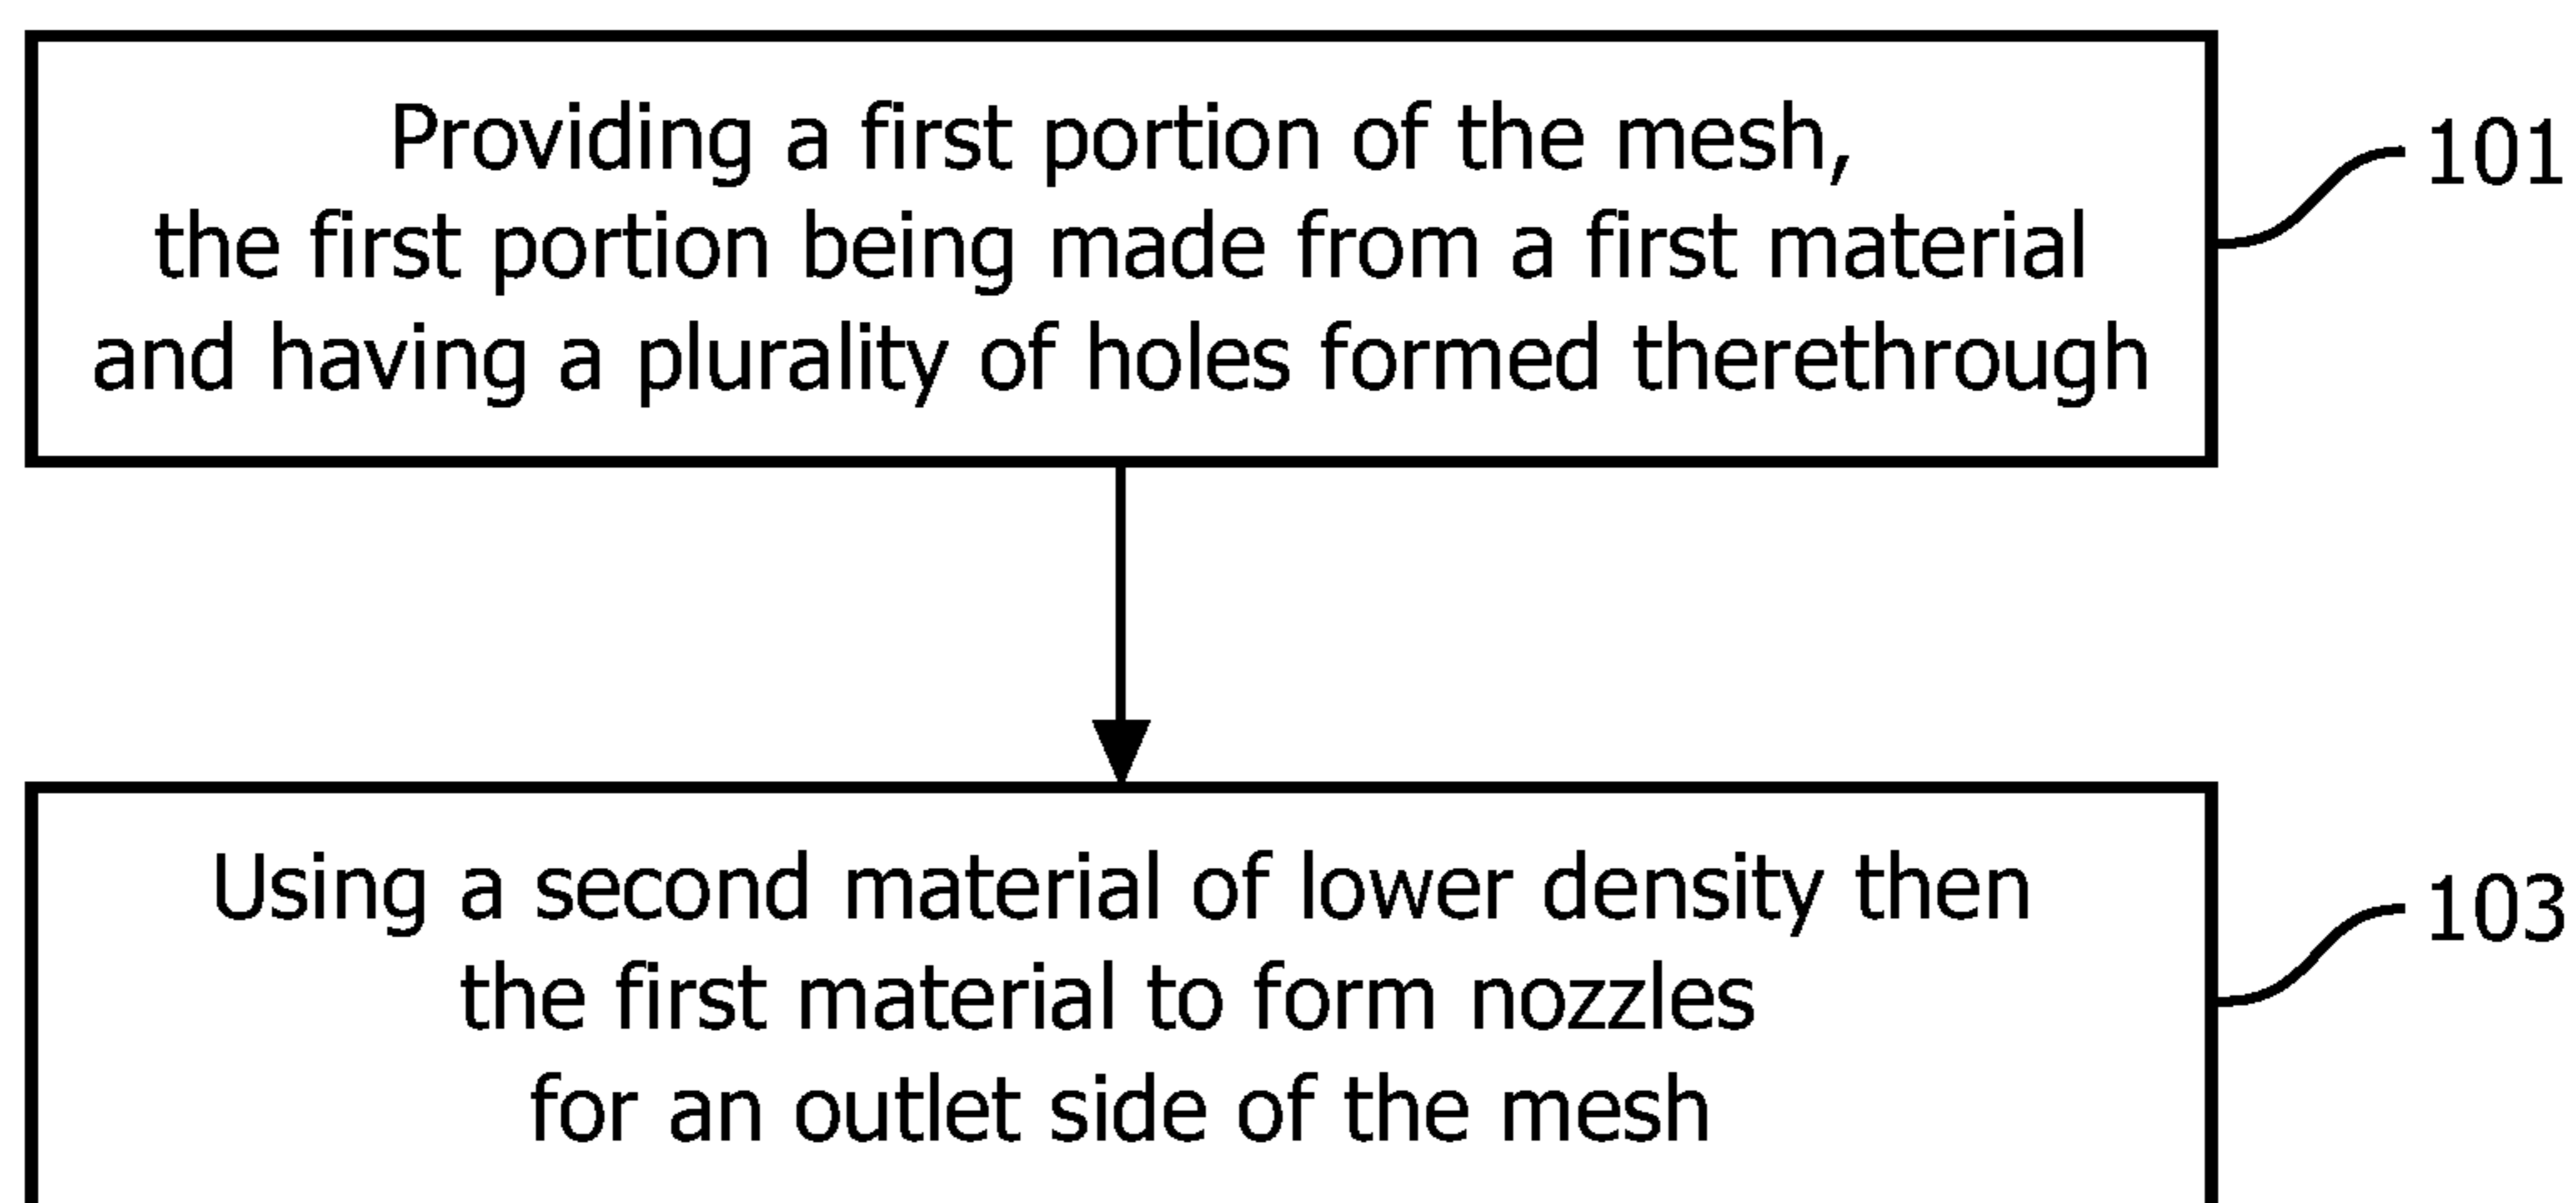 Providing a first portion of the mesh,
the first portion being made from a first material
and having a plurality of holes formed therethrough
101
Using a second material of lower density then
the first material to form nozzles
for an outlet side of the mesh
103